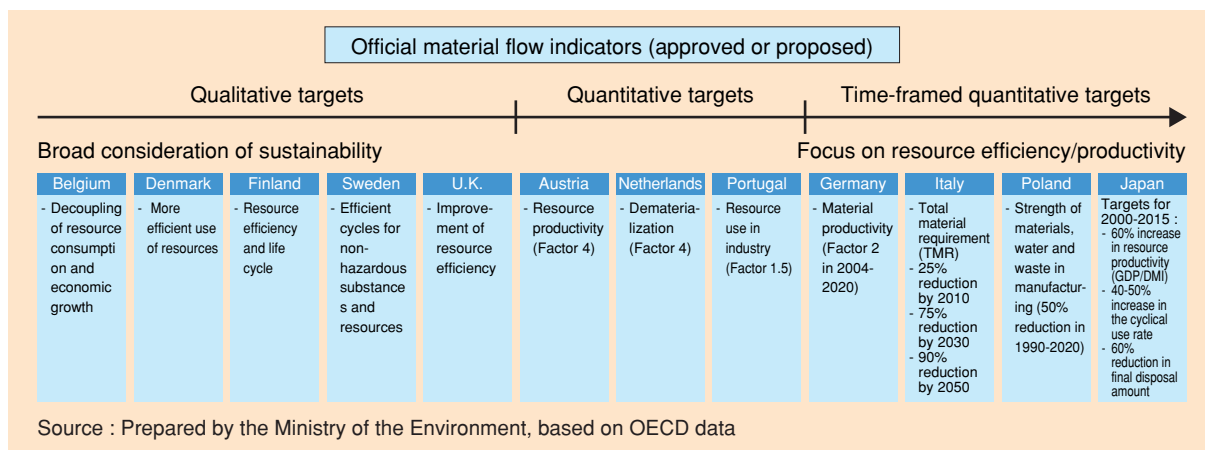 Official material flow indicators (approved or proposed)
Qualitative targets
Quantitative targets
Time-framed quantitative targets
Broad consideration of sustainability
Focus on resource efficiency/productivity
Belgium
- Decoupling
of resource
consumpti
on and
economic
growth
Denmark
- More
efficient use
of resources
Finland
- Resource
efficiency
and life
cycle
Sweden
- Efficient
cycles for
non-
hazardous
substance
s and
resources
U.K.
- Improve-
ment of
resource
efficiency
Austria
- Resource
productivity
(Factor 4)
Netherlands
- Demateria-
lization
(Factor 4)
Portugal
- Resource
use in
industry
(Factor 1.5)
Germany
- Material
productivity
(Factor 2
in 2004-
2020)
Italy
- Total
material
requirement
(TMR)
- 25%
reduction
by 2010
- 75%
reduction
by 2030
- 90%
reduction
by 2050
Poland
- Strength of
materials,
water and
waste in
manufactur-
ing (50%
reduction in
1990-2020)
Japan
Targets for
2000-2015 :
- 60% increase
in resource
productivity
(GDP/DMI)
- 40-50%
increase in
the cyclical
use rate
- 60%
reduction in
final disposal
amount
Source : Prepared by the Ministry of the Environment, based on OECD data